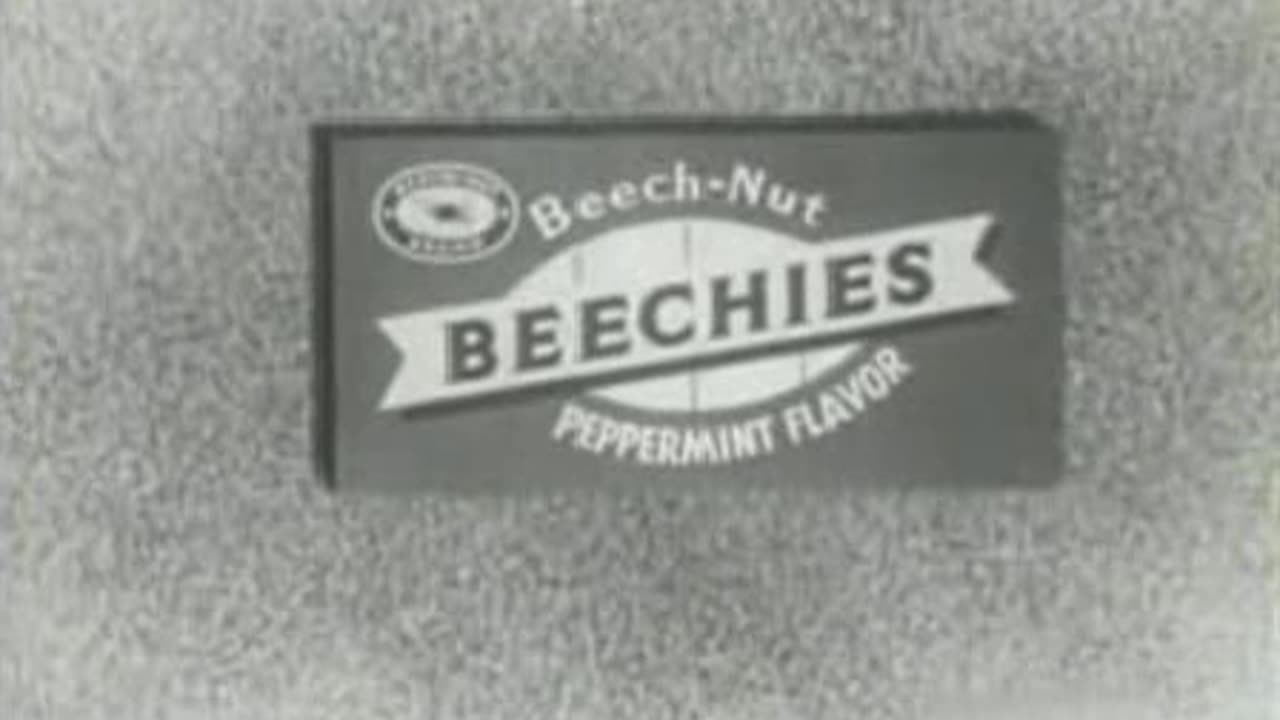 Beech-Nut
BEECHIES
PEPPERMINT FLAVOR